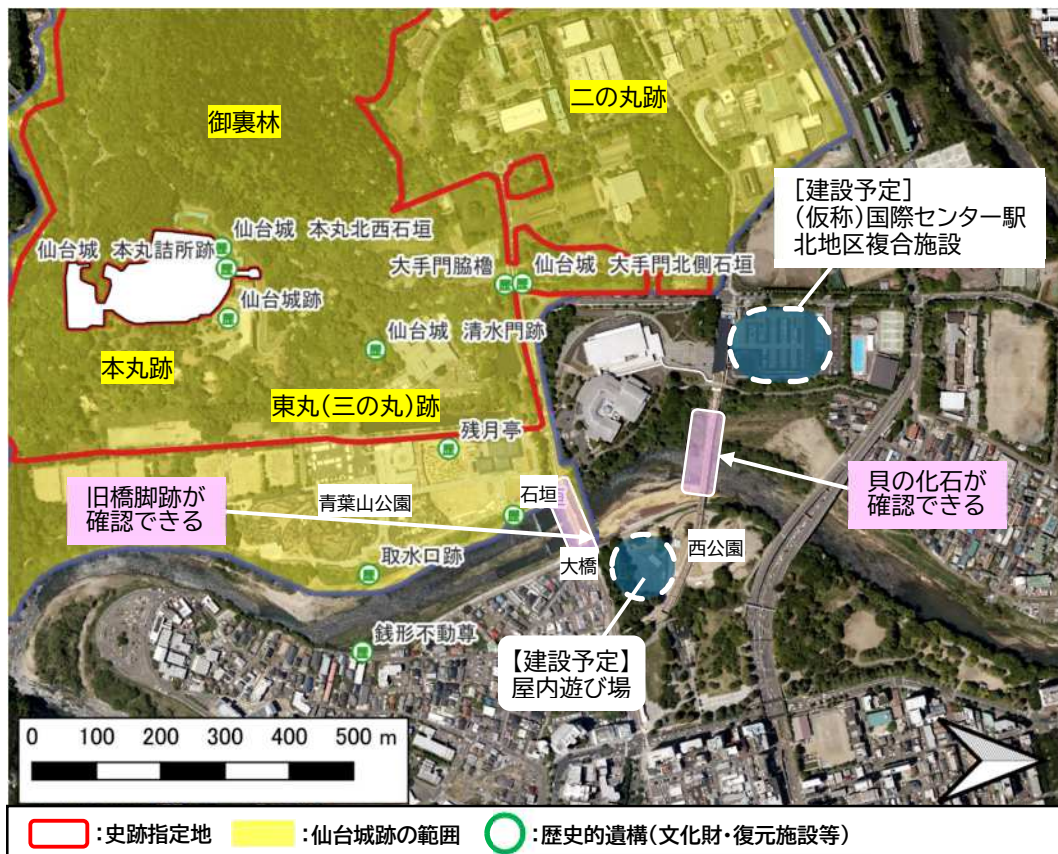 二の丸跡
御裏林
[建設予定]
(仮称)国際センター駅
北地区複合施設
仙台城 本丸北西石垣
仙台城 本丸詰所跡
大手門脇櫓
仙台城 大手門北側石垣
仙台城跡
仙台城 清水門跡
本丸跡
東丸(三の丸)跡
残月亭
旧橋脚跡が
確認できる
青葉山公園
石垣
貝の化石が
確認できる
大橋
西公園
取水口跡
銭形不動尊
【建設予定】
屋内遊び場
0 100 200 300 400 500 m
:史跡指定地
:仙台城跡の範囲
:歴史的遺構(文化財・復元施設等)